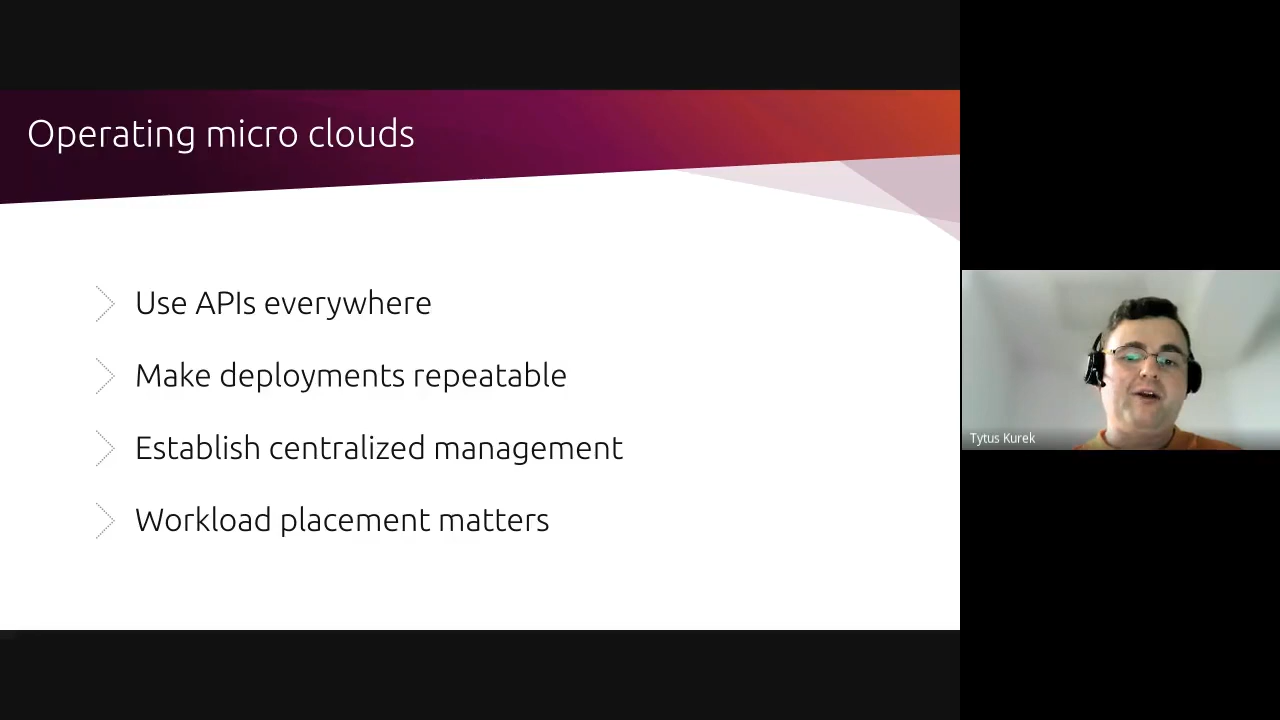 Operating micro clouds
Use APIs everywhere
Make deployments repeatable
Establish centralized management
Workload placement matters
Tytus Kurek